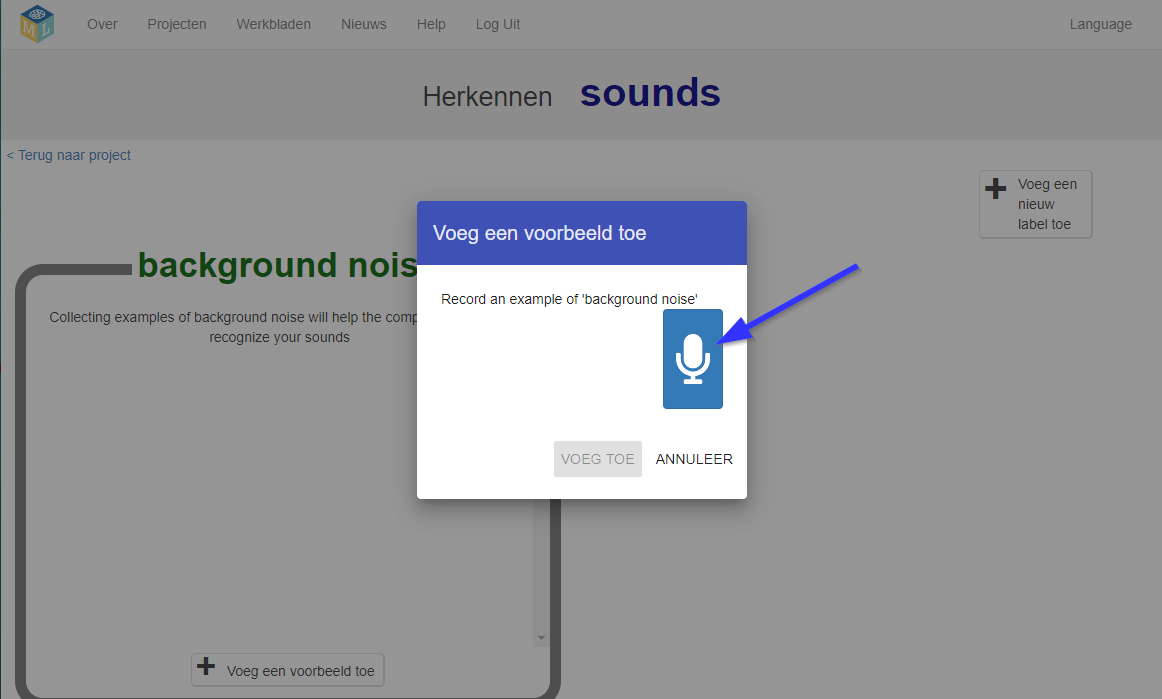 M L
Over Projecten Werkbladen Nieuws Help Log Uit Language
Herkennen sounds
< Terug naar project
Voeg een
nieuw
label toe
Voeg een voorbeeld toe
background nois
Record an example of 'background noise'
Collecting examples of background noise will help the comp
recognize your sounds
VOEG TOE ANNULEER
Voeg een voorbeeld toe